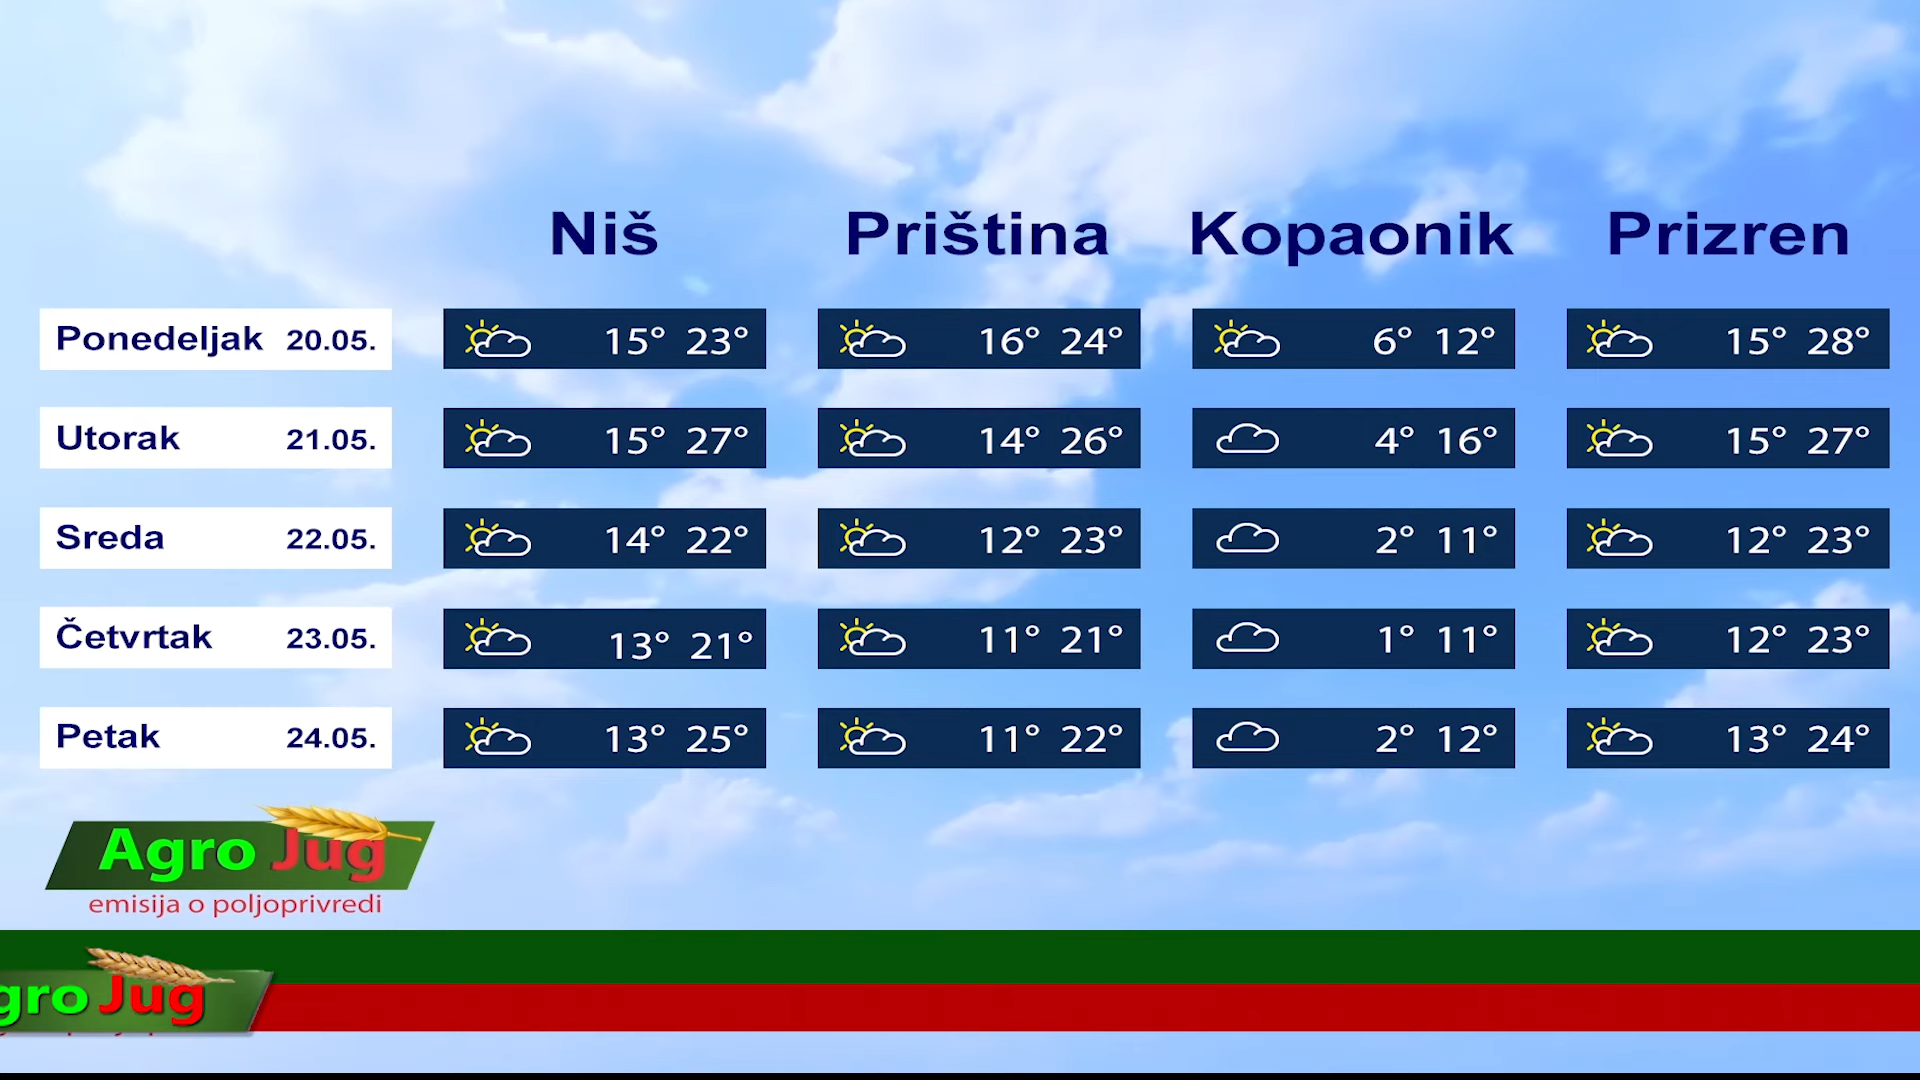 Niš Priština Kopaonik Prizren
Ponedeljak 20.05. 15° 23° 16° 24° 6° 12° 15° 28°
Utorak 21.05. 15° 27° 14° 26° 4° 16° 15° 27°
Sreda 22.05. 14° 22° 12° 23° 2° 11° 12° 23°
Četvrtak 23.05. 13° 21° 11° 21° 1° 11° 12° 23°
Petak 24.05. 13° 25° 11° 22° 2° 12° 13° 24°
Agro Jug
emisija o poljoprivredi
gro Jug